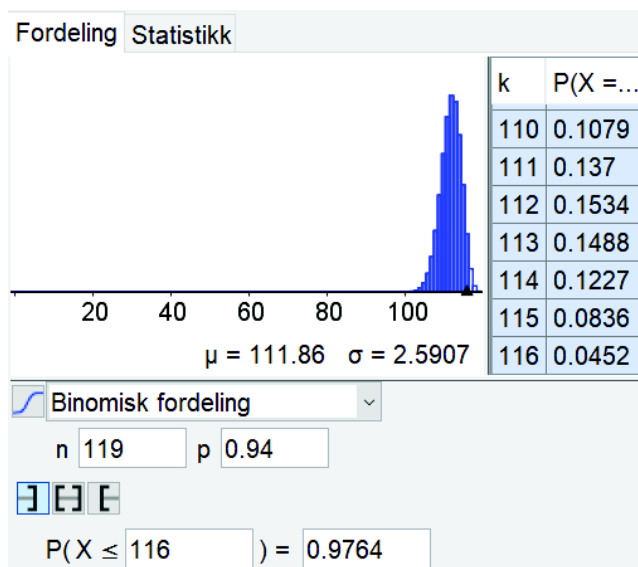 Fordeling Statistikk
k P(X =...
110 0.1079
111 0.137
112 0.1534
113 0.1488
114 0.1227
115 0.0836
116 0.0452
20 40 60 80 100
μ = 111.86 σ = 2.5907
Binomisk fordeling
n 119 p 0.94
P( X ≤ 116 ) = 0.9764